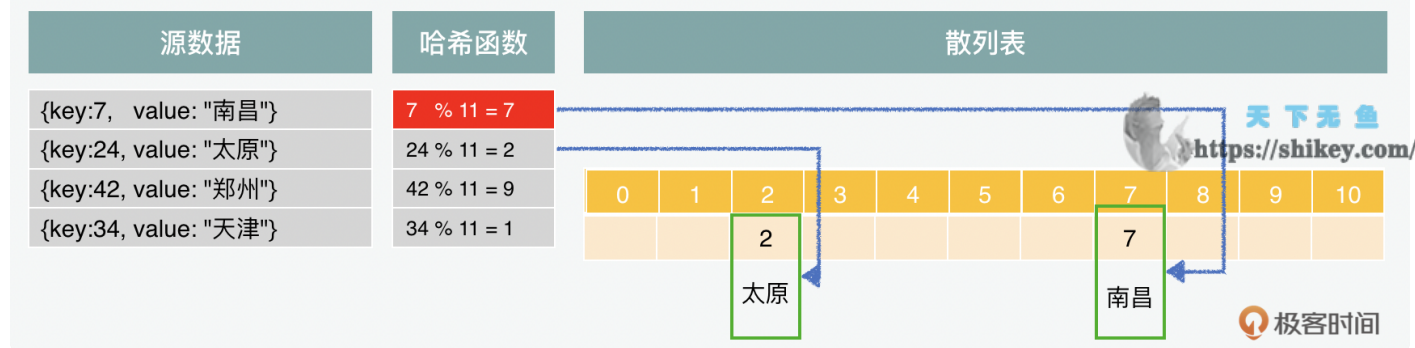 源数据 哈希函数 散列表
{key:7, value: "南昌"} 7 % 11 = 7
天下无鱼
{key:24, value: "太原"} 24 % 11 = 2
https://shikey.com/
{key:42, value: "郑州"} 42 % 11 = 9
0 1 2 3 4 5 6 7 8 9 10
{key:34, value: "天津"} 34 % 11 = 1
2 7
太原 南昌
极客时间